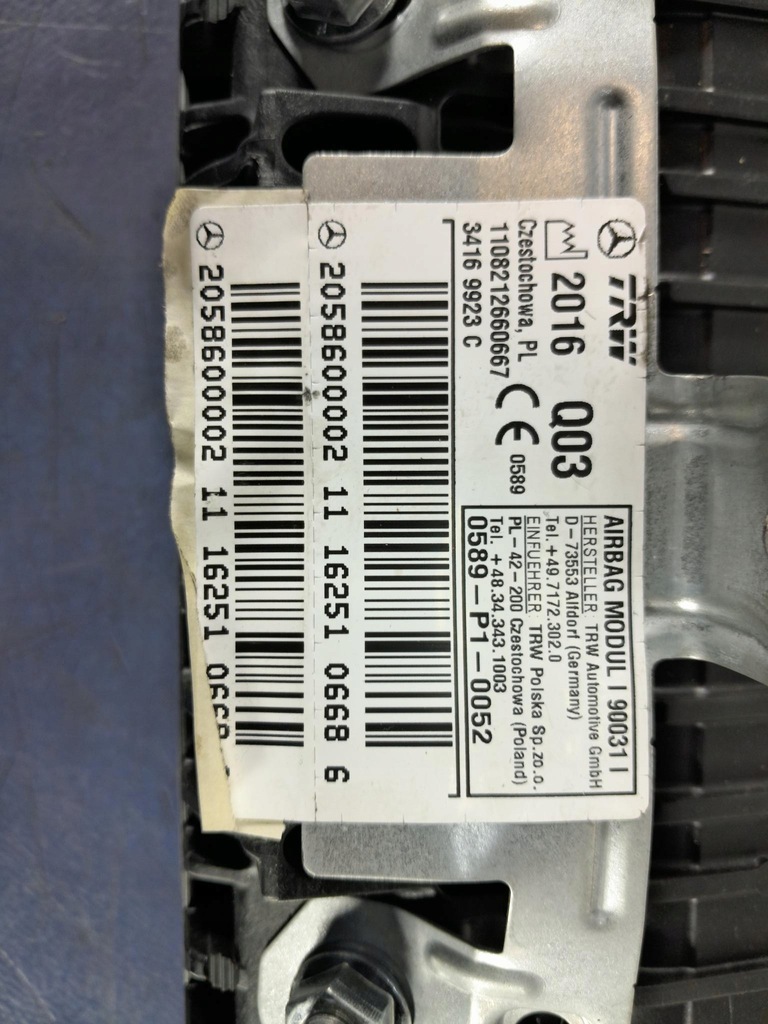 TRW
2016 Q03
Czestochowa, PL
1108212660667
3416 9923 C
CE 0589
AIRBAG MODUL I 90031 I
HERSTELLER TRW Automotive GmbH
D-73553 Alfdorf (Germany)
Tel. +49.7172.302.0
EINFUEHRER TRW Polska Sp.zo.o.
PL-42-200 Czestochowa (Poland)
Tel. +48.34.343.1003
0589-P1-0052
2058600002 11 16251 0668 6
2058600002 11 16251 0668